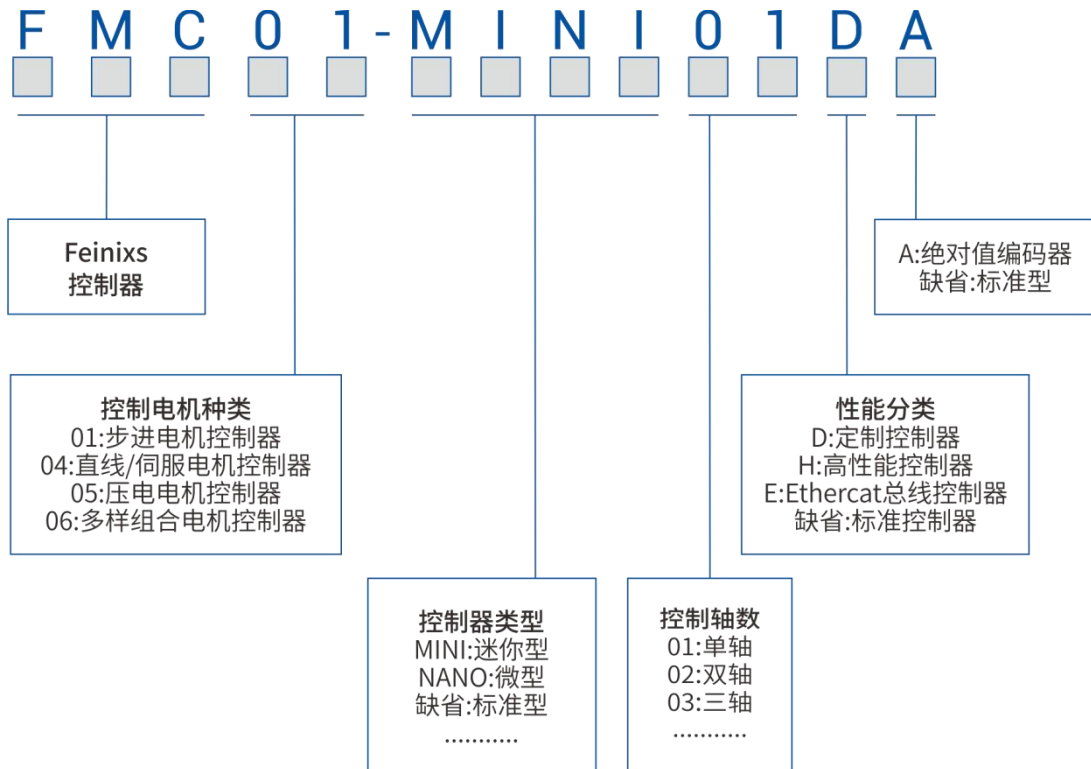 FMC01-MINI01DA
Feinixs
控制器
A:绝对值编码器
缺省:标准型
控制电机种类
01:步进电机控制器
04:直线/伺服电机控制器
05:压电电机控制器
06:多样组合电机控制器
性能分类
D:定制控制器
H:高性能控制器
E:Ethercat总线控制器
缺省:标准控制器
控制器类型
MINI:迷你型
NANO:微型
缺省:标准型
...........
控制轴数
01:单轴
02:双轴
03:三轴
...........